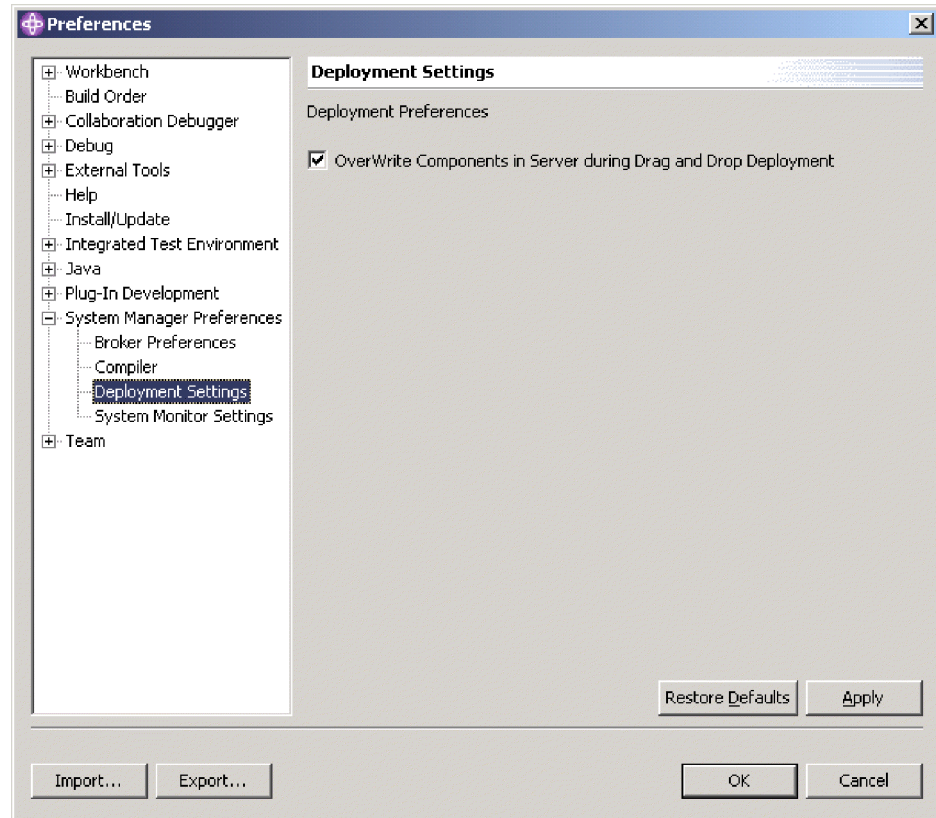 Preferences
Workbench
Build Order
Collaboration Debugger
Debug
External Tools
Help
Install/Update
Integrated Test Environment
Java
Plug-In Development
System Manager Preferences
Broker Preferences
Compiler
Deployment Settings
System Monitor Settings
Team
Deployment Settings
Deployment Preferences
OverWrite Components in Server during Drag and Drop Deployment
Restore Defaults
Apply
Import...
Export...
OK
Cancel